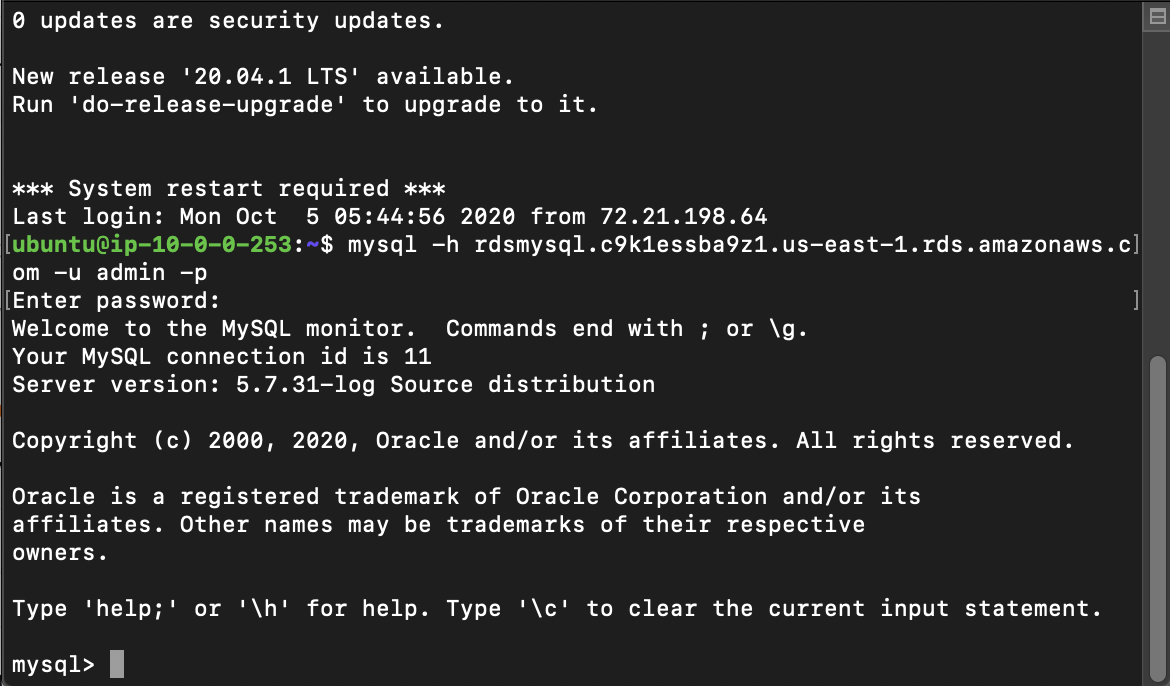 0 updates are security updates.
New release '20.04.1 LTS' available.
Run 'do-release-upgrade' to upgrade to it.
*** System restart required ***
Last login: Mon Oct  5 05:44:56 2020 from 72.21.198.64
[ubuntu@ip-10-0-0-253:~$ mysql -h rdsmysql.c9k1essba9z1.us-east-1.rds.amazonaws.c]
om -u admin -p
[Enter password: ]
Welcome to the MySQL monitor.  Commands end with ; or \g.
Your MySQL connection id is 11
Server version: 5.7.31-log Source distribution
Copyright (c) 2000, 2020, Oracle and/or its affiliates. All rights reserved.
Oracle is a registered trademark of Oracle Corporation and/or its
affiliates. Other names may be trademarks of their respective
owners.
Type 'help;' or '\h' for help. Type '\c' to clear the current input statement.
mysql>